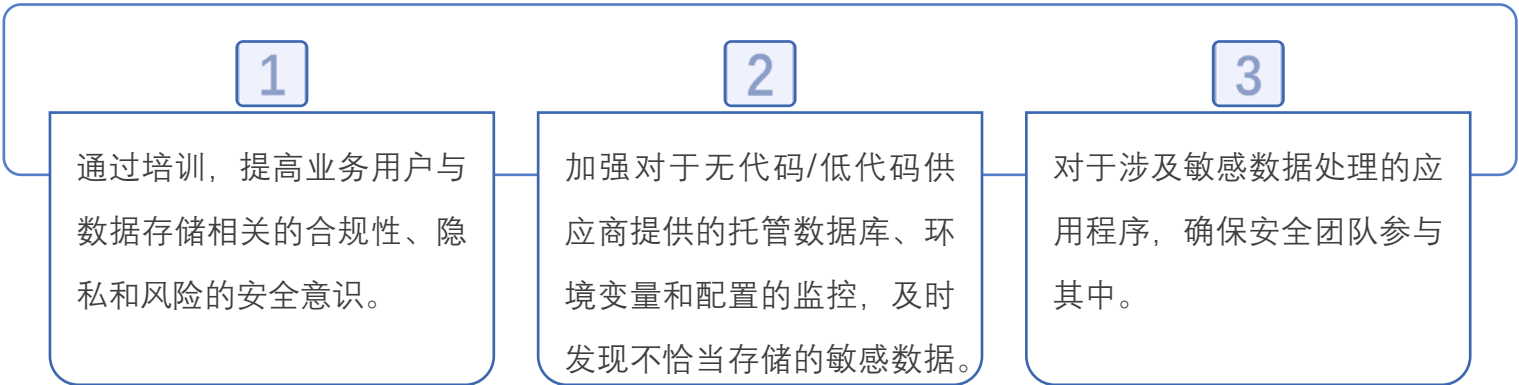 1
通过培训，提高业务用户与
数据存储相关的合规性、隐
私和风险的安全意识。
2
加强对于无代码/低代码供
应商提供的托管数据库、环
境变量和配置的监控，及时
发现不恰当存储的敏感数据。
3
对于涉及敏感数据处理的应
用程序，确保安全团队参与
其中。